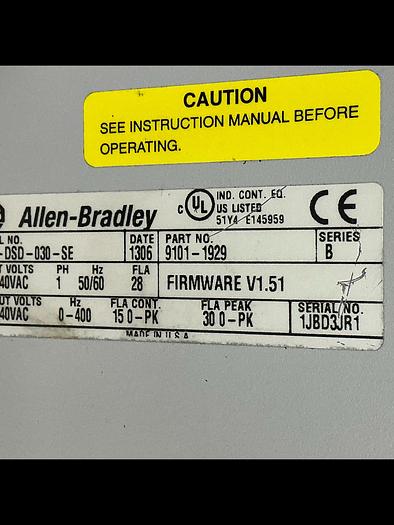 CAUTION
SEE INSTRUCTION MANUAL BEFORE
OPERATING.
Allen-Bradley
C UL US LISTED
IND. CONT. EQ.
51Y4 E145959
CE
NO. DATE PART NO. SERIES
-DSD-030-SE 1306 9101-1929 B
VOLTS PH Hz FLA
40VAC 1 50/60 28 FIRMWARE V1.51
UT VOLTS Hz FLA CONT. FLA PEAK SERIAL NO.
40VAC 0-400 15 0-PK 30 0-PK 1JBD3JR1
MADE IN U.S.A.